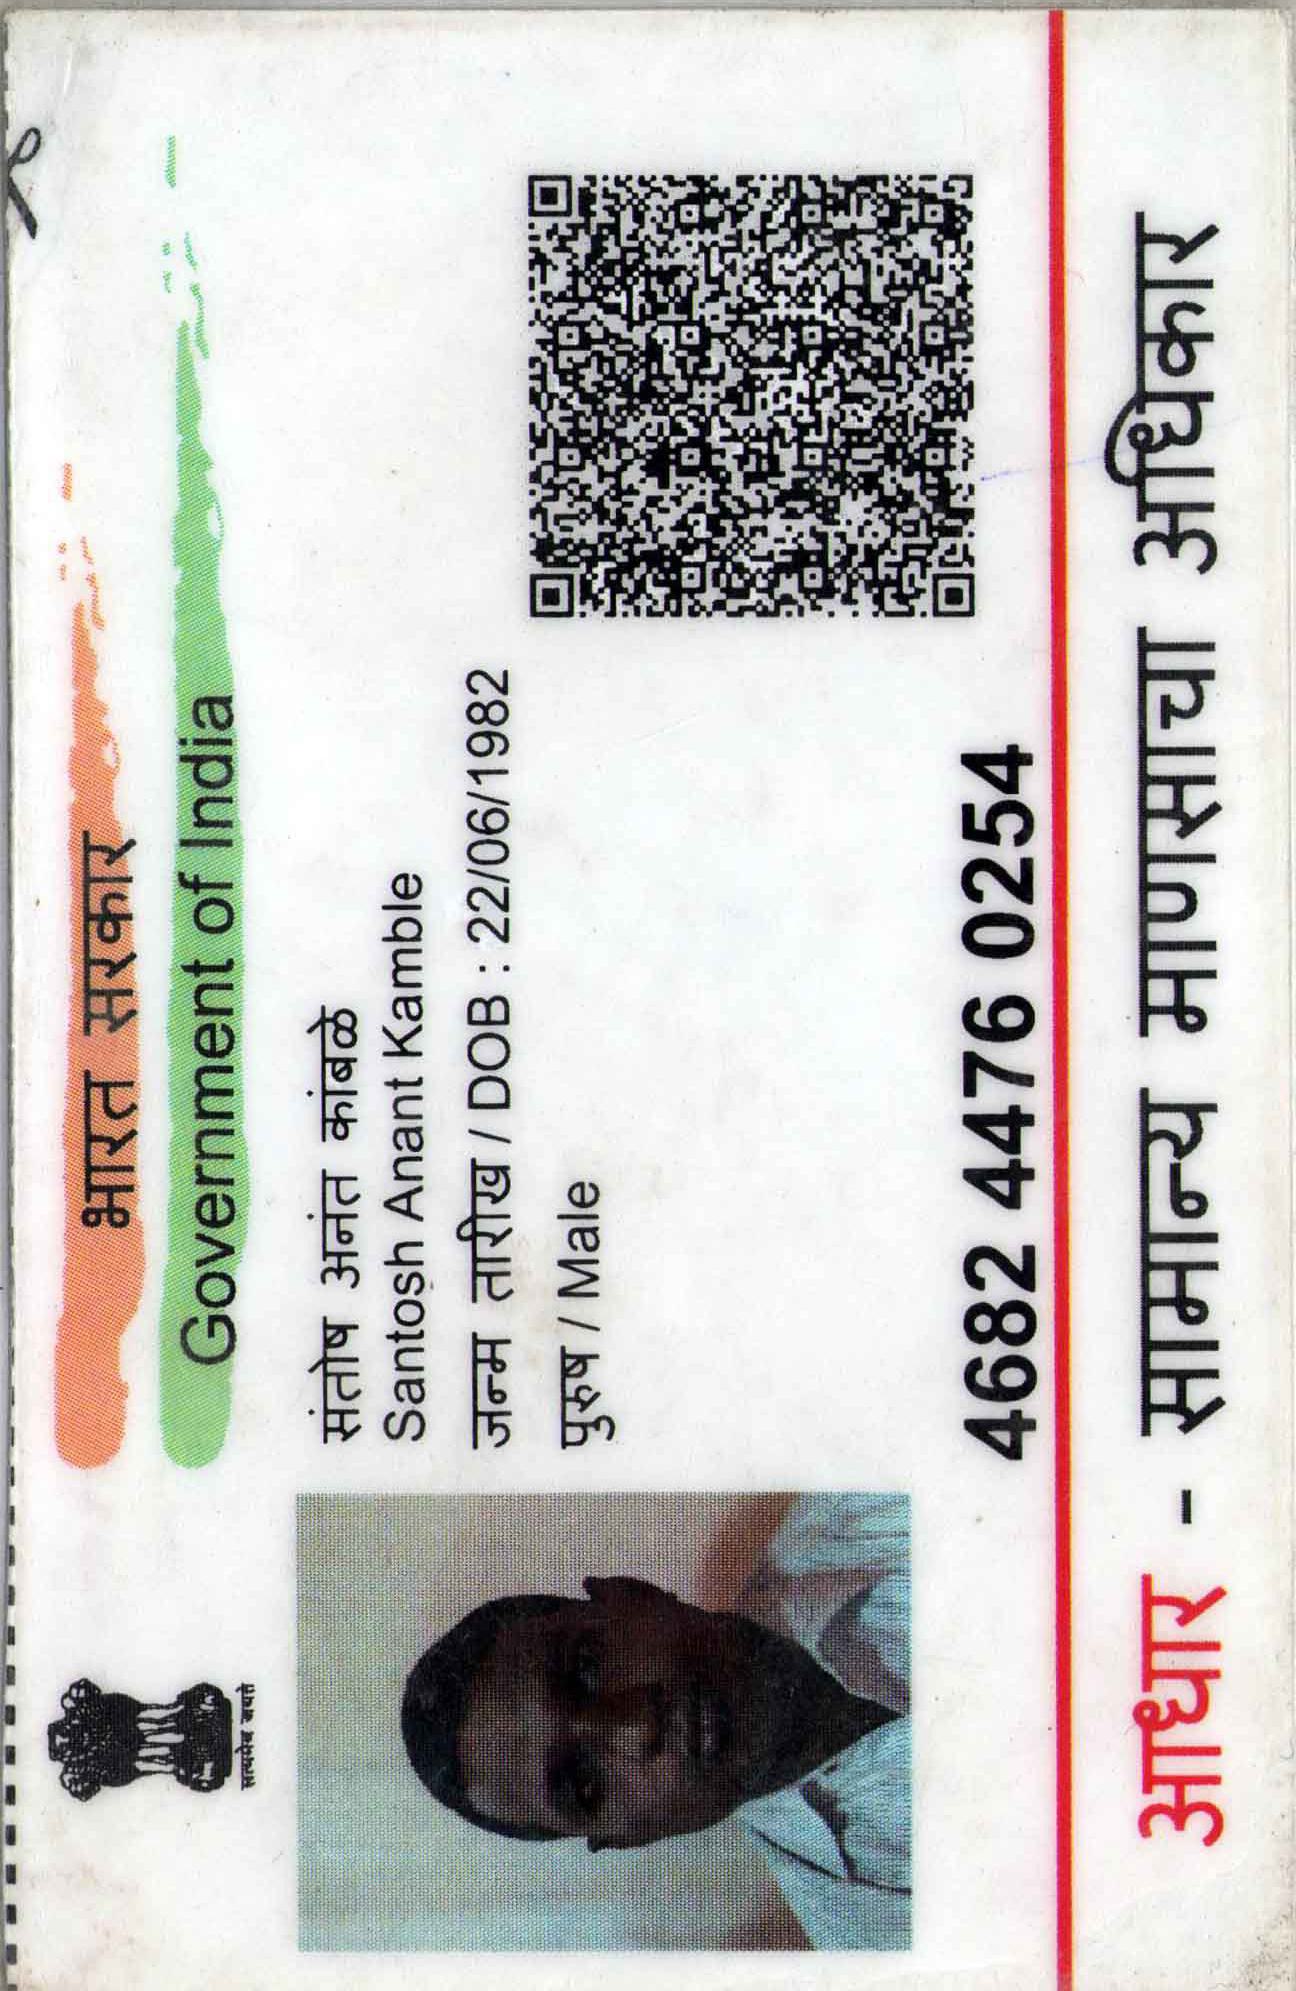 भारत सरकार
Government of India
सत्यमेव जयते
संतोष अनंत कांबळे
Santosh Anant Kamble
जन्म तारीख / DOB : 22/06/1982
पुरुष / Male
4682 4476 0254
आधार - सामान्य माणसाचा अधिकार